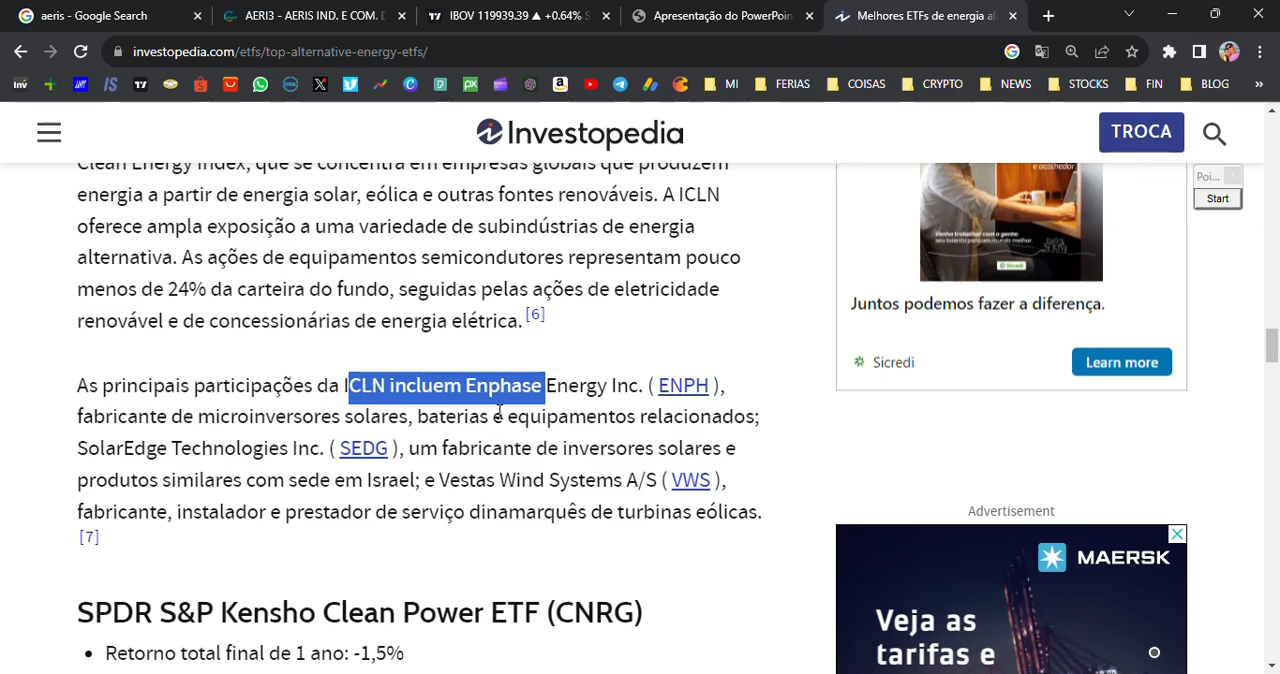 aeris - Google Search
AERI3 - AERIS IND. E COM. D
IBOV 119939.39 ▲ +0.64% S
Apresentação do PowerPoin
Melhores ETFs de energia al
investopedia.com/etfs/top-alternative-energy-etfs/
MI
FERIAS
COISAS
CRYPTO
NEWS
STOCKS
FIN
BLOG
Investopedia
TROCA
Clean Energy Index, que se concentra em empresas globais que produzem
energia a partir de energia solar, eólica e outras fontes renováveis. A ICLN
oferece ampla exposição a uma variedade de subindústrias de energia
alternativa. As ações de equipamentos semicondutores representam pouco
menos de 24% da carteira do fundo, seguidas pelas ações de eletricidade
renovável e de concessionárias de energia elétrica. [6]
As principais participações da ICLN incluem Enphase Energy Inc. ( ENPH ),
fabricante de microinversores solares, baterias e equipamentos relacionados;
SolarEdge Technologies Inc. ( SEDG ), um fabricante de inversores solares e
produtos similares com sede em Israel; e Vestas Wind Systems A/S ( VWS ),
fabricante, instalador e prestador de serviço dinamarquês de turbinas eólicas.
[7]
SPDR S&P Kensho Clean Power ETF (CNRG)
• Retorno total final de 1 ano: -1,5%
e acolhedor.
Venha trabalhar com a gente:
Sicredi
Juntos podemos fazer a diferença.
Sicredi
Learn more
Poi...
Start
Advertisement
MAERSK
Veja as
tarifas e